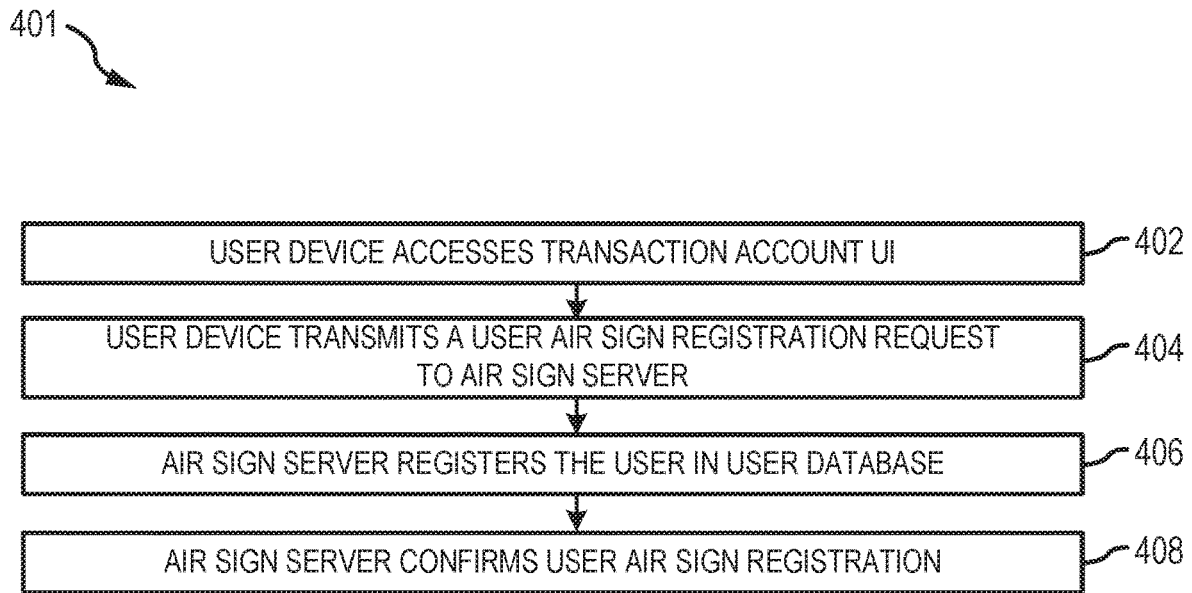 401
USER DEVICE ACCESSES TRANSACTION ACCOUNT UI
402
USER DEVICE TRANSMITS A USER AIR SIGN REGISTRATION REQUEST
TO AIR SIGN SERVER
404
AIR SIGN SERVER REGISTERS THE USER IN USER DATABASE
406
AIR SIGN SERVER CONFIRMS USER AIR SIGN REGISTRATION
408